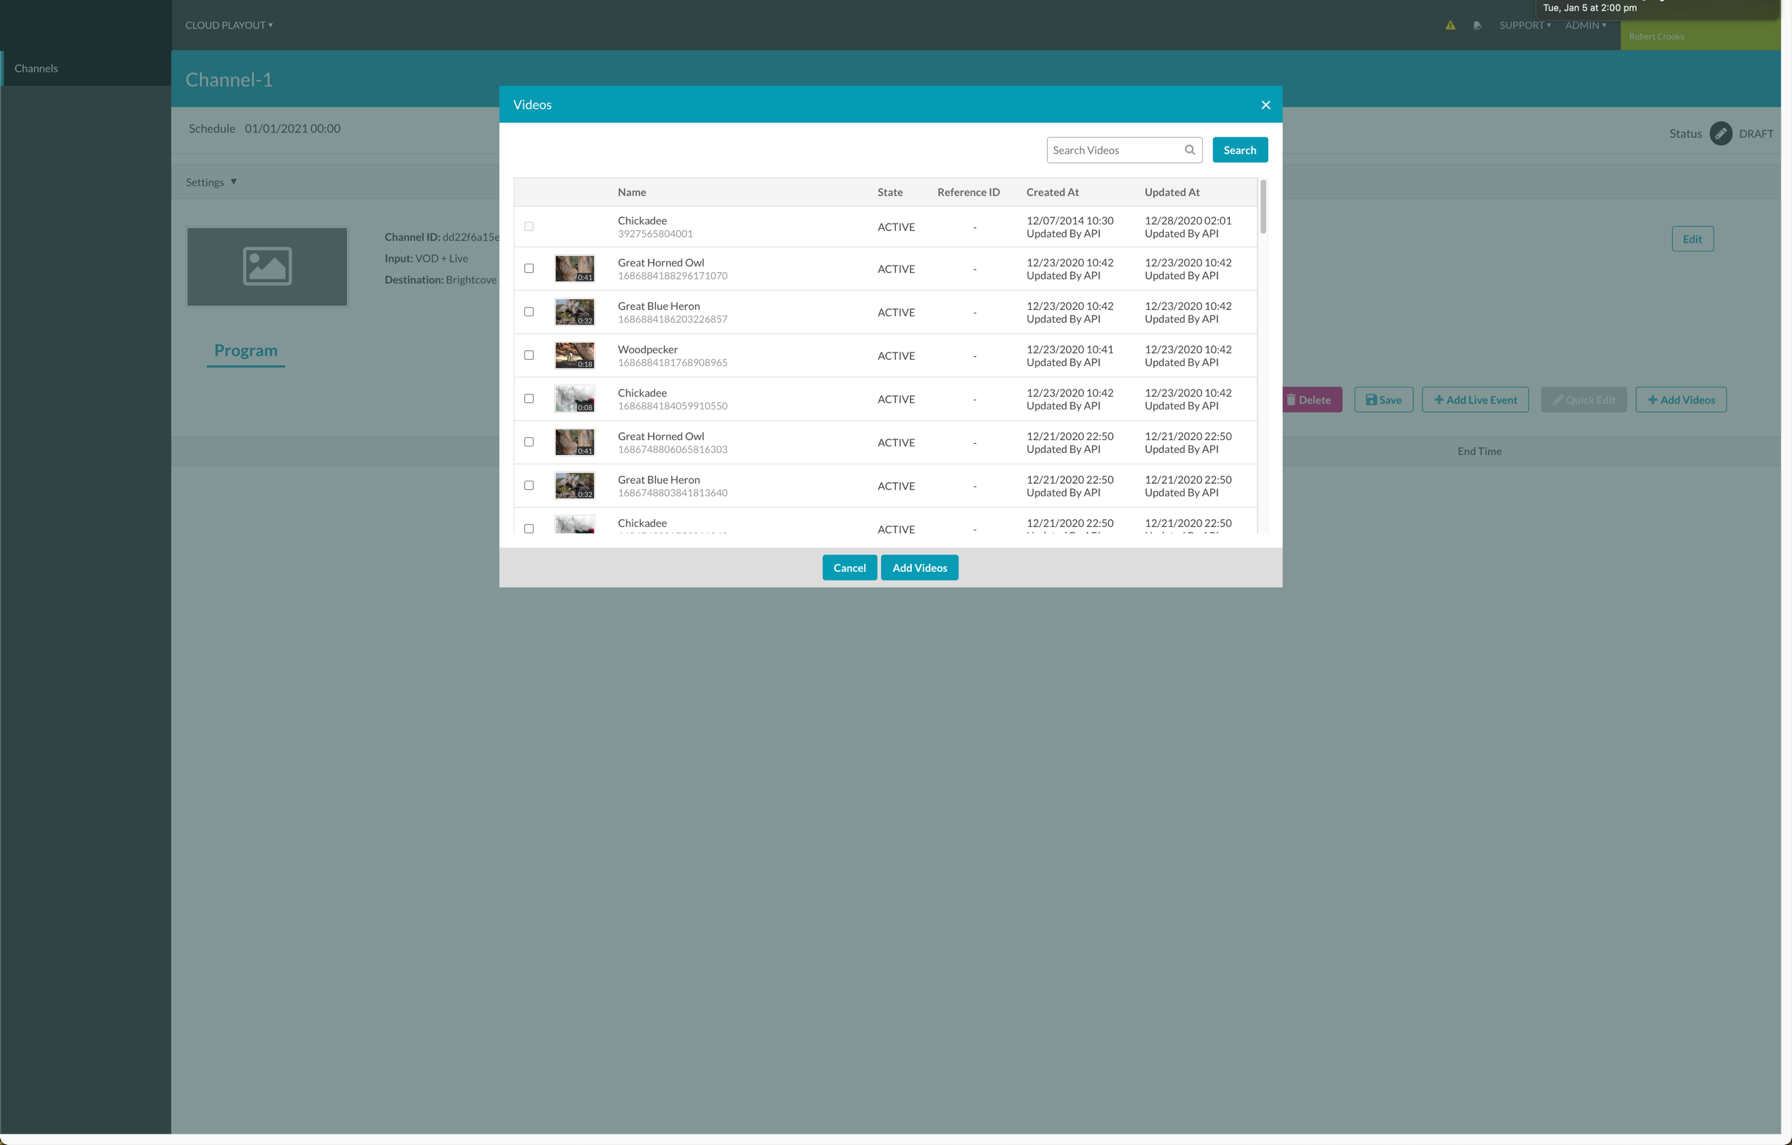 Tue, Jan 5 at 2:00 pm
CLOUD PLAYOUT
SUPPORT
ADMIN
Robert Crooks
Channels
Channel-1
Schedule 01/01/2021 00:00
Status DRAFT
Settings
Channel ID: dd22f6a15e
Input: VOD + Live
Destination: Brightcove
Edit
Program
Delete
Save
+ Add Live Event
Quick Edit
+ Add Videos
End Time
Videos
Search Videos
Search
Name State Reference ID Created At Updated At
Chickadee
3927565804001
ACTIVE - 12/07/2014 10:30 12/28/2020 02:01
Updated By API Updated By API
0:41
Great Horned Owl
1686884188296171070
ACTIVE - 12/23/2020 10:42 12/23/2020 10:42
Updated By API Updated By API
0:32
Great Blue Heron
1686884186203226857
ACTIVE - 12/23/2020 10:42 12/23/2020 10:42
Updated By API Updated By API
0:18
Woodpecker
1686884181768908965
ACTIVE - 12/23/2020 10:41 12/23/2020 10:42
Updated By API Updated By API
0:08
Chickadee
1686884184059910550
ACTIVE - 12/23/2020 10:42 12/23/2020 10:42
Updated By API Updated By API
0:41
Great Horned Owl
1686748806065816303
ACTIVE - 12/21/2020 22:50 12/21/2020 22:50
Updated By API Updated By API
0:32
Great Blue Heron
1686748803841813640
ACTIVE - 12/21/2020 22:50 12/21/2020 22:50
Updated By API Updated By API
Chickadee
ACTIVE - 12/21/2020 22:50 12/21/2020 22:50
Cancel
Add Videos